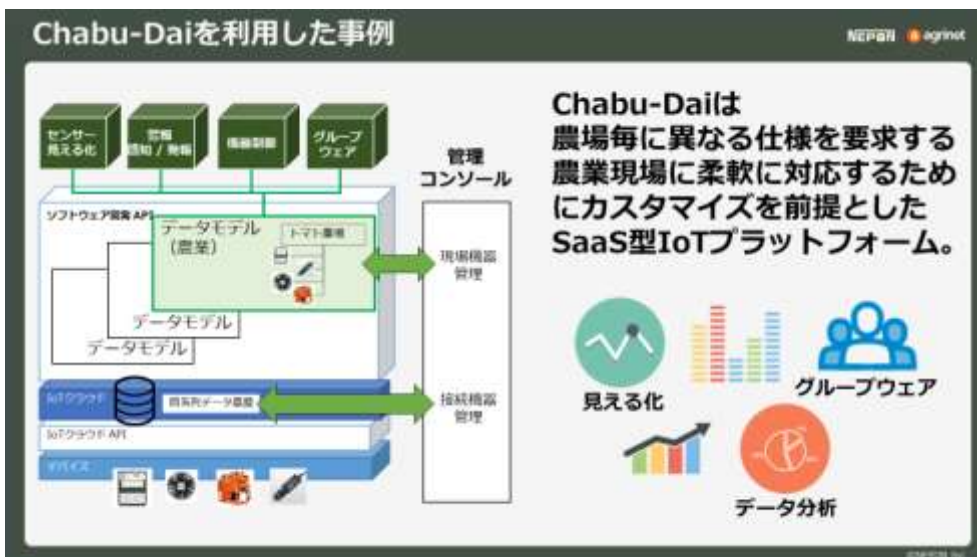 Chabu-Daiを利用した事例
NEPON
agrinet
センサー
見える化
警報
感知 / 発報
機器制御
グループ
ウェア
管理
コンソール
ソフトウェア開発 API
データモデル
(農業)
トマト農場
データモデル
データモデル
現場機器
管理
IoTクラウド
時系列データ蓄積
接続機器
管理
IoTクラウド API
デバイス
Chabu-Daiは
農場毎に異なる仕様を要求する
農業現場に柔軟に対応するため
にカスタマイズを前提とした
SaaS型IoTプラットフォーム。
見える化
グループウェア
データ分析
©NEPON Inc.